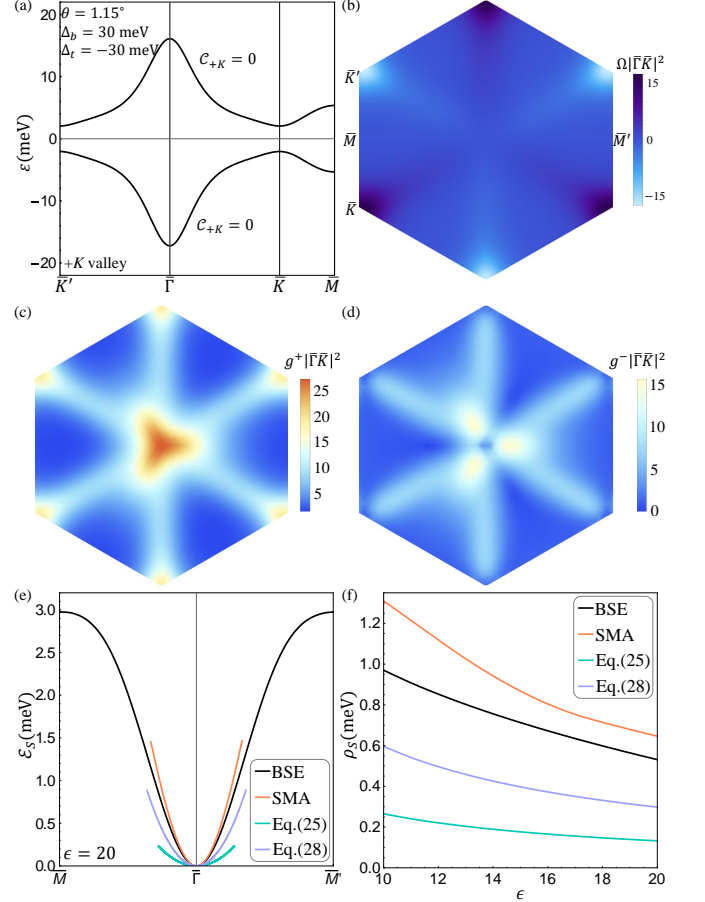 (a)
θ = 1.15°
Δ_b = 30 meV
Δ_t = −30 meV
𝒞_{+K} = 0
𝒞_{+K} = 0
+K valley
ε(meV)
20
10
0
−10
−20
K̄′ Γ̄ K̄ M̄
(b)
K̄′
M̄
K̄
M̄′
Ω|Γ̄K̄|²
15
0
−15
(c)
g⁺|Γ̄K̄|²
25
20
15
10
5
(d)
g⁻|Γ̄K̄|²
15
10
5
0
(e)
ℰ_S(meV)
3.0
2.5
2.0
1.5
1.0
0.5
0.0
BSE
SMA
Eq.(25)
Eq.(28)
ϵ = 20
M̄ Γ̄ M̄′
(f)
ρ_S(meV)
1.2
1.0
0.8
0.6
0.4
0.2
0.0
BSE
SMA
Eq.(25)
Eq.(28)
10 12 14 16 18 20
ϵ